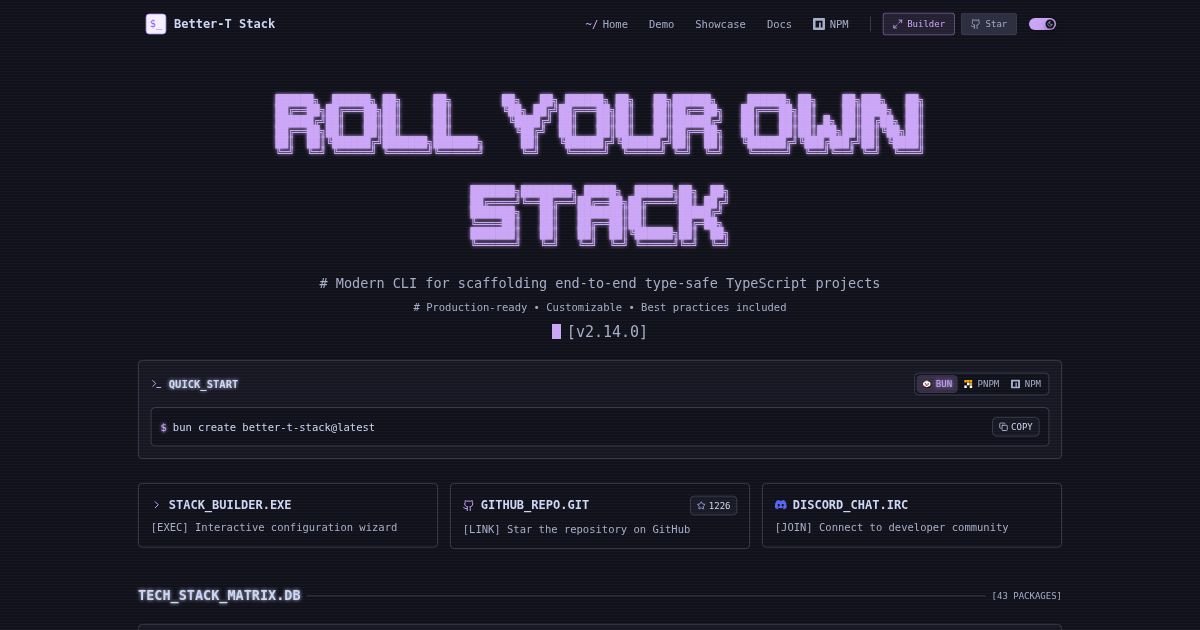 $_ Better-T Stack
~/ Home Demo Showcase Docs NPM Builder Star
ROLL YOUR OWN
STACK
# Modern CLI for scaffolding end-to-end type-safe TypeScript projects
# Production-ready • Customizable • Best practices included
[v2.14.0]
QUICK_START
BUN PNPM NPM
$ bun create better-t-stack@latest
COPY
STACK_BUILDER.EXE
[EXEC] Interactive configuration wizard
GITHUB_REPO.GIT 1226
[LINK] Star the repository on GitHub
DISCORD_CHAT.IRC
[JOIN] Connect to developer community
TECH_STACK_MATRIX.DB [43 PACKAGES]